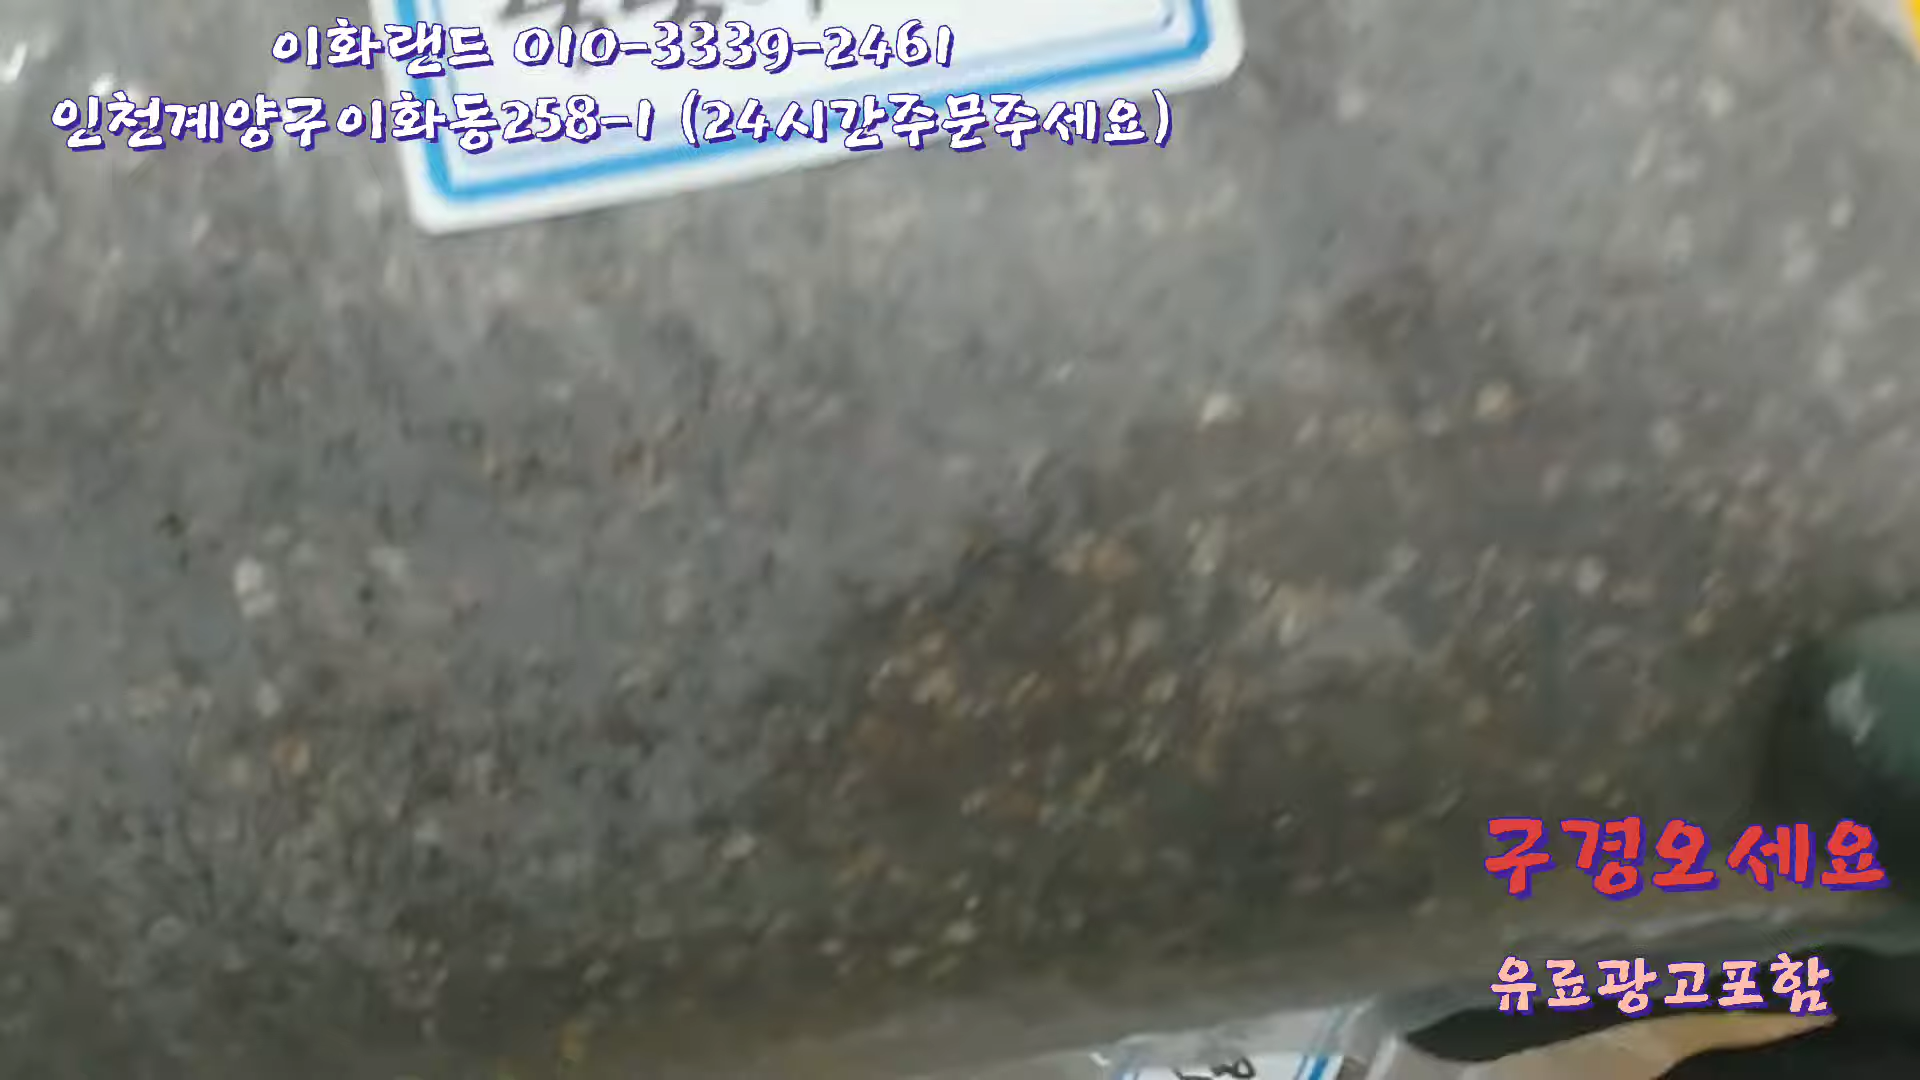 이화랜드 010-3339-2461
인천계양구이화동258-1 (24시간주문주세요)
구경오세요
유료광고포함